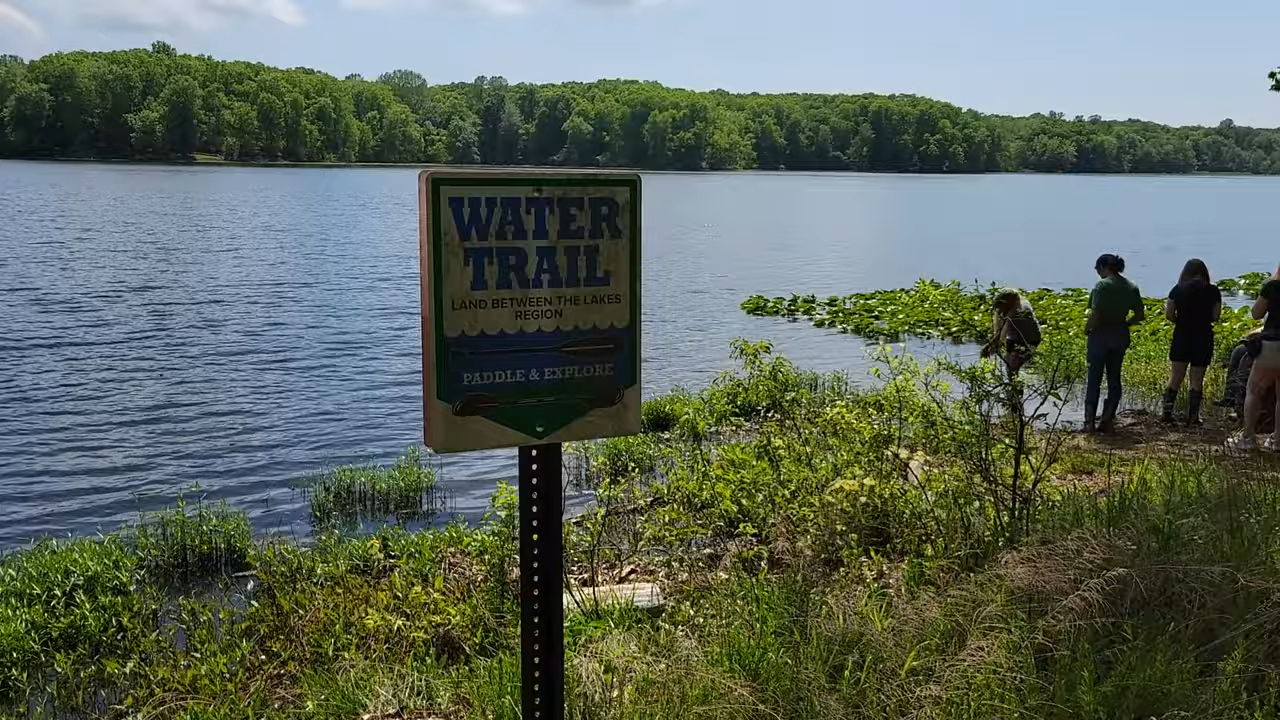 WATER
TRAIL
LAND BETWEEN THE LAKES
REGION
PADDLE & EXPLORE